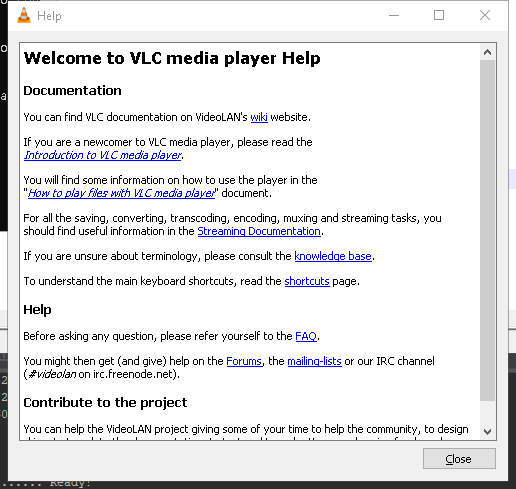 Help
Welcome to VLC media player Help
Documentation
You can find VLC documentation on VideoLAN's wiki website.
If you are a newcomer to VLC media player, please read the
Introduction to VLC media player.
You will find some information on how to use the player in the
"How to play files with VLC media player" document.
For all the saving, converting, transcoding, encoding, muxing and streaming tasks, you
should find useful information in the Streaming Documentation.
If you are unsure about terminology, please consult the knowledge base.
To understand the main keyboard shortcuts, read the shortcuts page.
Help
Before asking any question, please refer yourself to the FAQ.
You might then get (and give) help on the Forums, the mailing-lists or our IRC channel
(#videolan on irc.freenode.net).
Contribute to the project
You can help the VideoLAN project giving some of your time to help the community, to design
Close
...... Ready!